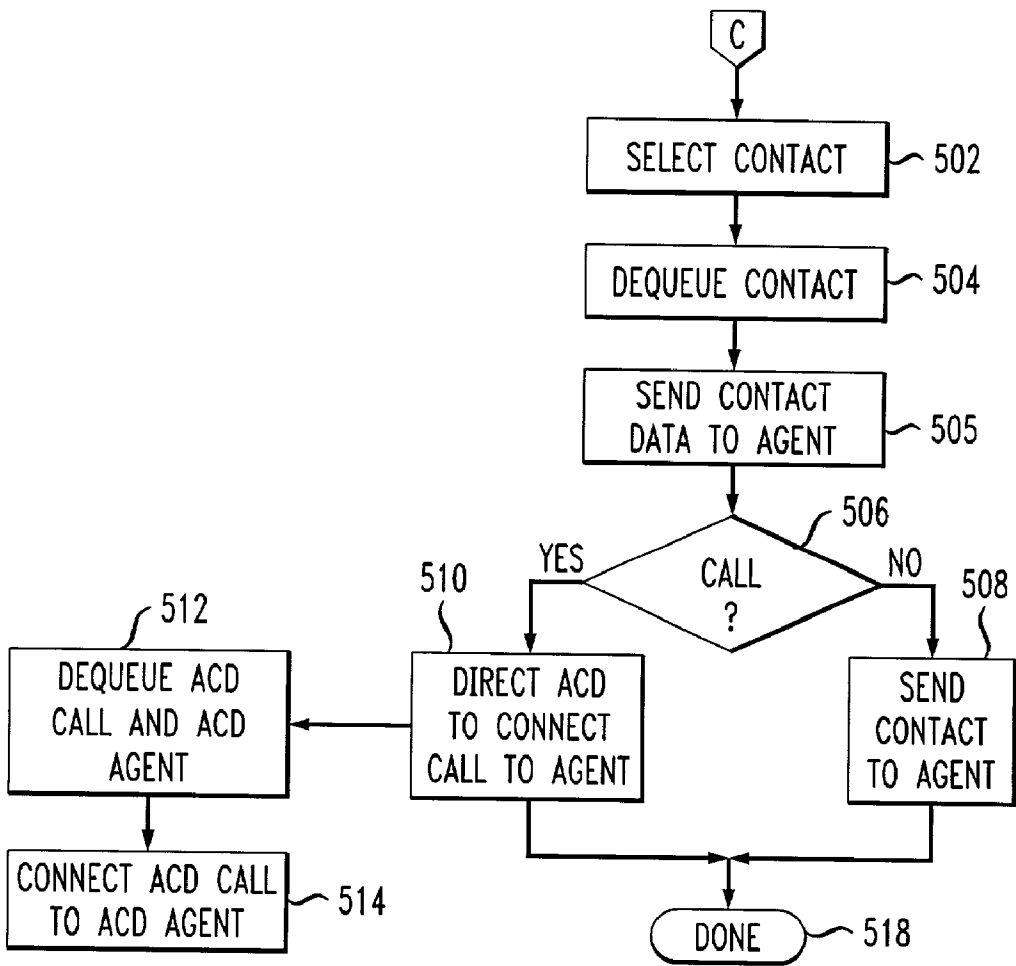 C
SELECT CONTACT
502
DEQUEUE CONTACT
504
SEND CONTACT
DATA TO AGENT
505
506
CALL
?
YES
NO
510
DIRECT ACD
TO CONNECT
CALL TO AGENT
508
SEND
CONTACT
TO AGENT
512
DEQUEUE ACD
CALL AND ACD
AGENT
CONNECT ACD CALL
TO ACD AGENT
514
DONE
518